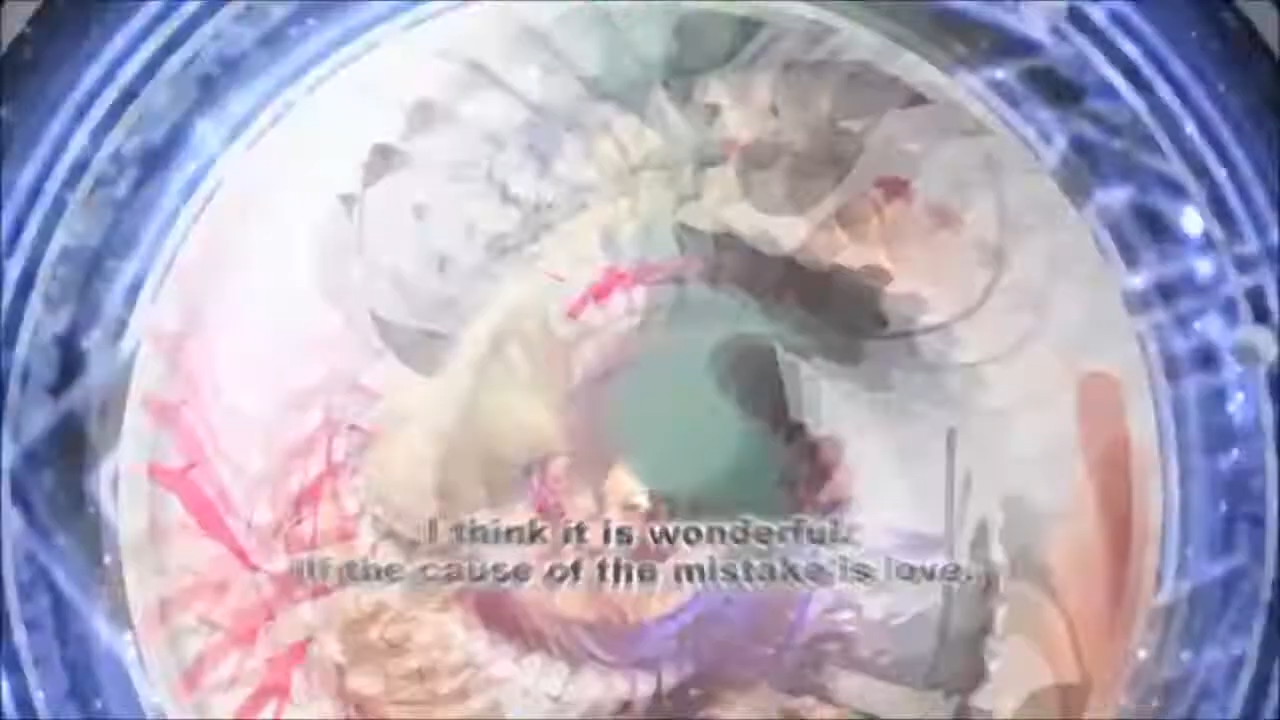 I think it is wonderful.
If the cause of the mistake is love.